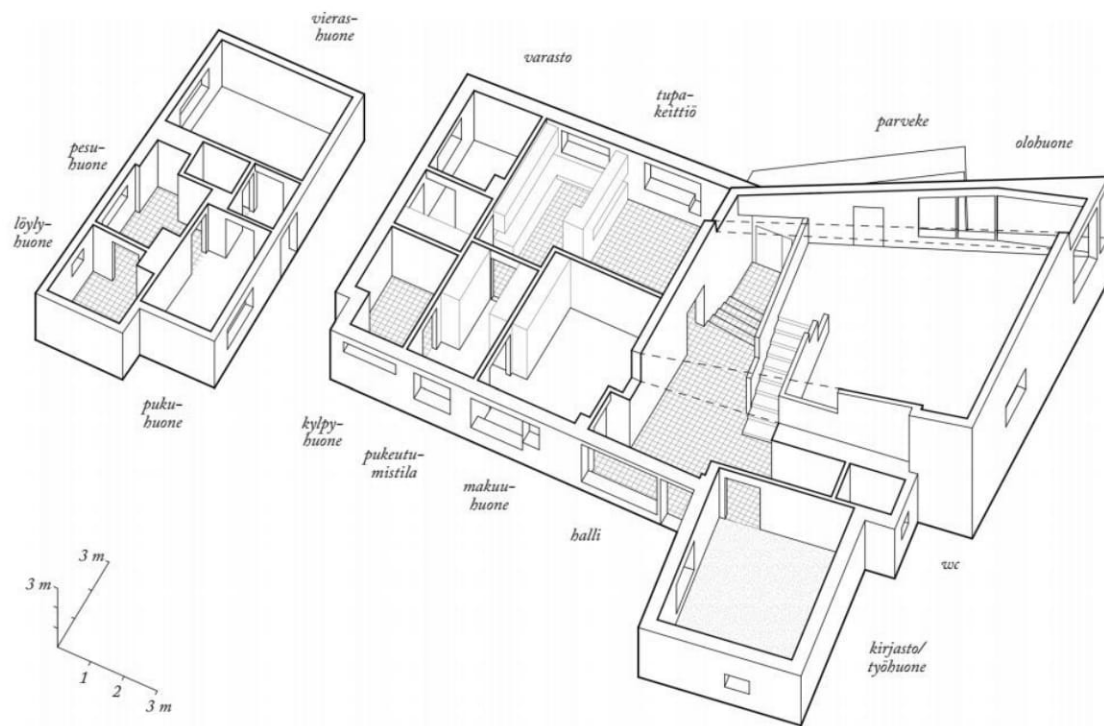 vieras-
huone
varasto
tupa-
keittiö
parveke
olohuone
pesu-
huone
löyly-
huone
puku-
huone
kylpy-
huone
pukeutu-
mistila
makuu-
huone
halli
wc
kirjasto/
työhuone
3 m
3 m
1
2
3 m